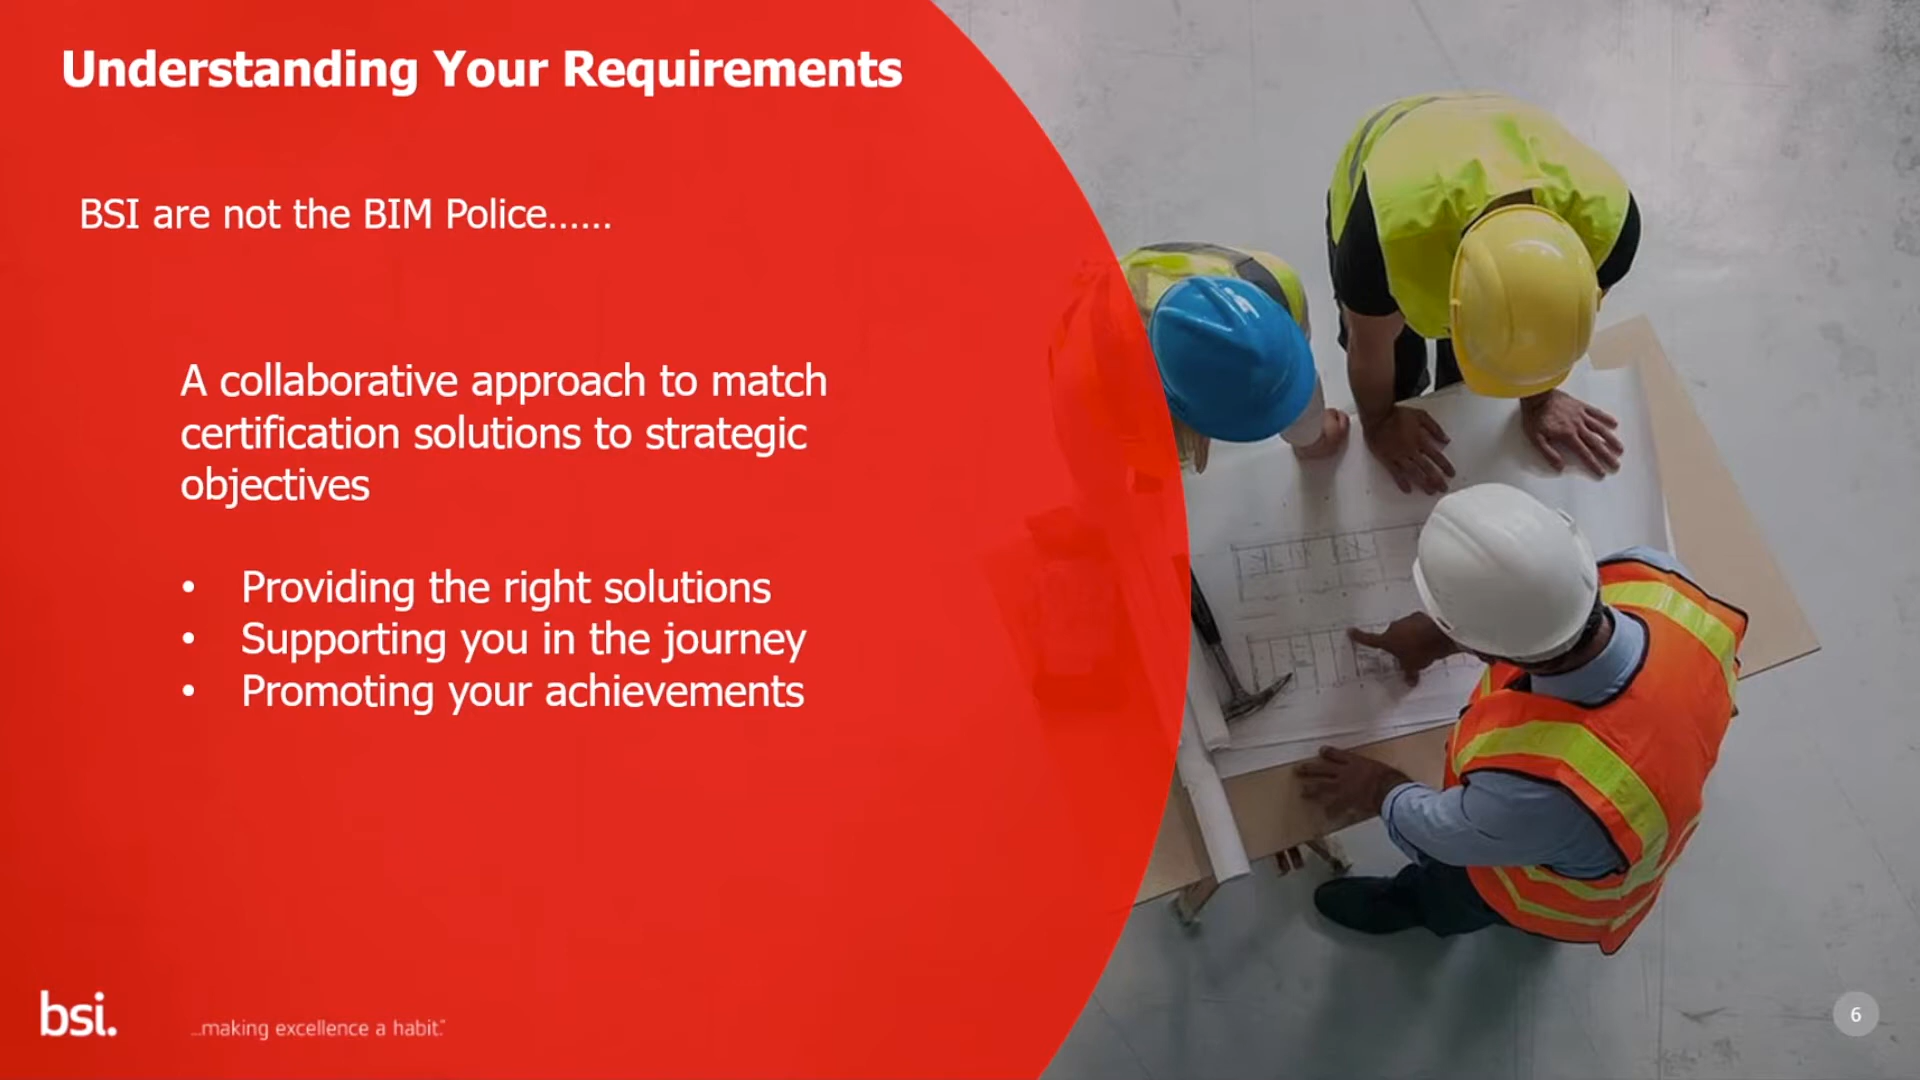 Understanding Your Requirements
BSI are not the BIM Police......
A collaborative approach to match
certification solutions to strategic
objectives
• Providing the right solutions
• Supporting you in the journey
• Promoting your achievements
bsi.
...making excellence a habit.™
6